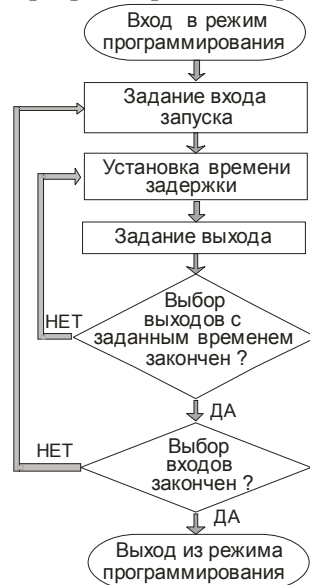 Вход в режим
программирования
Задание входа
запуска
Установка времени
задержки
Задание выхода
Выбор
выходов с
заданным временем
закончен ?
НЕТ
ДА
Выбор
входов
закончен ?
НЕТ
ДА
Выход из режима
программирования